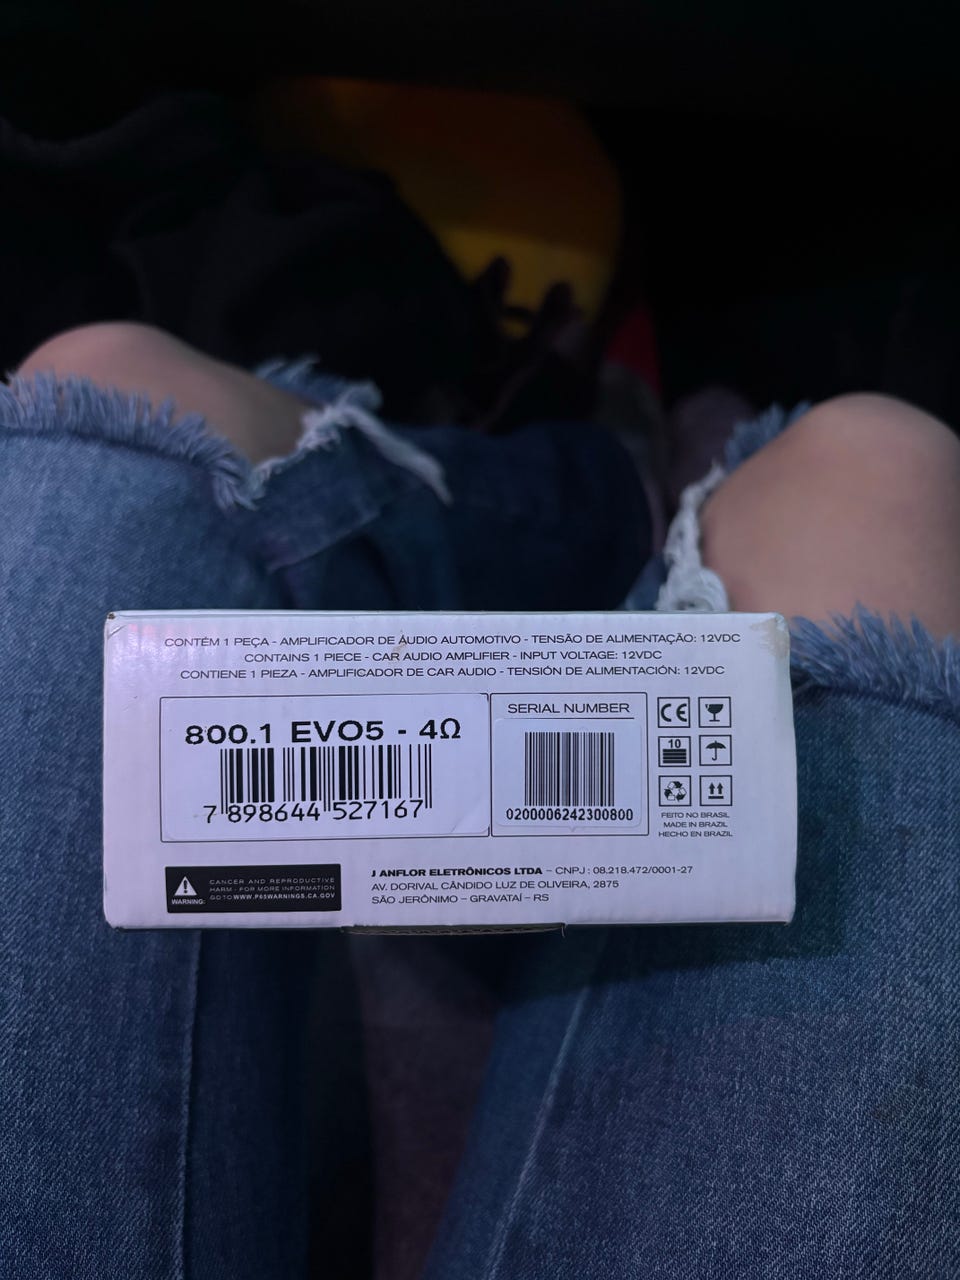 CONTÉM 1 PEÇA - AMPLIFICADOR DE ÁUDIO AUTOMOTIVO - TENSÃO DE ALIMENTAÇÃO: 12VDC
CONTAINS 1 PIECE - CAR AUDIO AMPLIFIER - INPUT VOLTAGE: 12VDC
CONTIENE 1 PIEZA - AMPLIFICADOR DE CAR AUDIO - TENSIÓN DE ALIMENTACIÓN: 12VDC
800.1 EVO5 - 4Ω
7 898644 527167
SERIAL NUMBER
0200006242300800
CE
10
FEITO NO BRASIL
MADE IN BRAZIL
HECHO EN BRAZIL
WARNING:
CANCER AND REPRODUCTIVE
HARM - FOR MORE INFORMATION
GO TO WWW.P65WARNINGS.CA.GOV
J ANFLOR ELETRÔNICOS LTDA - CNPJ: 08.218.472/0001-27
AV. DORIVAL CÂNDIDO LUZ DE OLIVEIRA, 2875
SÃO JERÔNIMO - GRAVATAÍ - RS